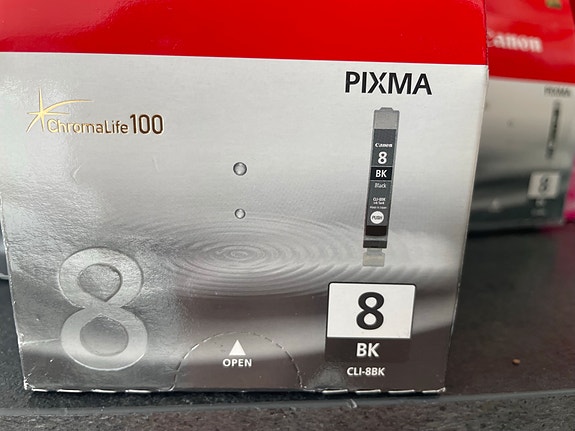 Canon
PIXMA
PIXMA
ChromaLife100
Canon
8
BK
Black
CLI-8BK
PUSH
8
8
8
BK
OPEN
CLI-8BK